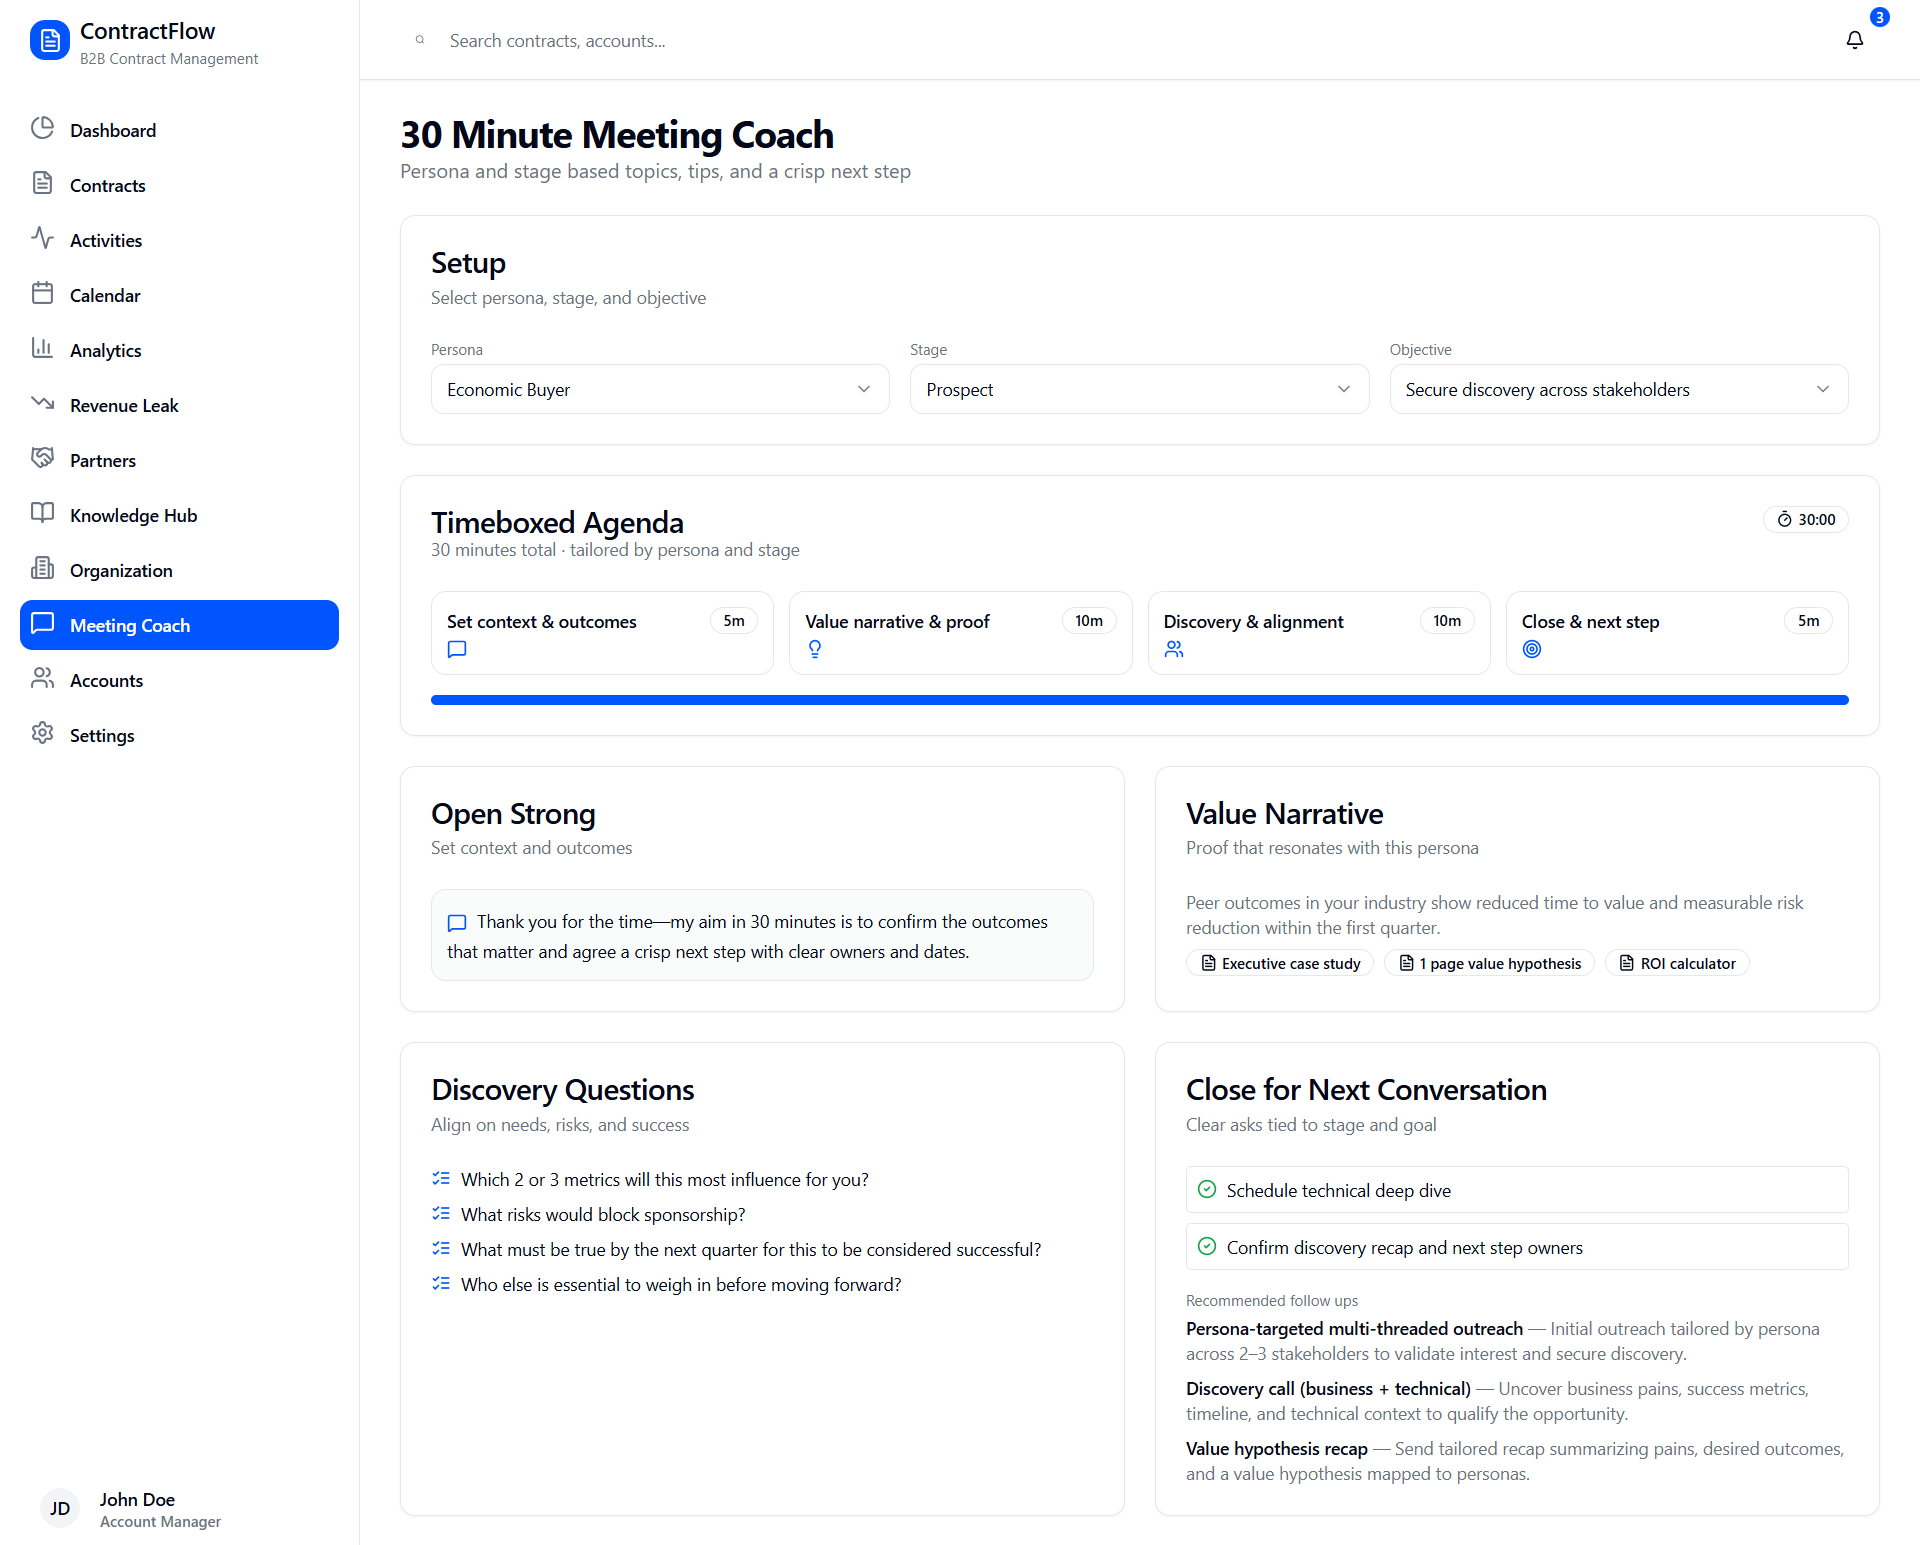 ContractFlow
B2B Contract Management
Search contracts, accounts...
3
Dashboard
Contracts
Activities
Calendar
Analytics
Revenue Leak
Partners
Knowledge Hub
Organization
Meeting Coach
Accounts
Settings
JD
John Doe
Account Manager
30 Minute Meeting Coach
Persona and stage based topics, tips, and a crisp next step
Setup
Select persona, stage, and objective
Persona
Economic Buyer
Stage
Prospect
Objective
Secure discovery across stakeholders
Timeboxed Agenda
30 minutes total · tailored by persona and stage
30:00
Set context & outcomes
5m
Value narrative & proof
10m
Discovery & alignment
10m
Close & next step
5m
Open Strong
Set context and outcomes
Thank you for the time—my aim in 30 minutes is to confirm the outcomes
that matter and agree a crisp next step with clear owners and dates.
Value Narrative
Proof that resonates with this persona
Peer outcomes in your industry show reduced time to value and measurable risk
reduction within the first quarter.
Executive case study
1 page value hypothesis
ROI calculator
Discovery Questions
Align on needs, risks, and success
Which 2 or 3 metrics will this most influence for you?
What risks would block sponsorship?
What must be true by the next quarter for this to be considered successful?
Who else is essential to weigh in before moving forward?
Close for Next Conversation
Clear asks tied to stage and goal
Schedule technical deep dive
Confirm discovery recap and next step owners
Recommended follow ups
Persona-targeted multi-threaded outreach — Initial outreach tailored by persona
across 2–3 stakeholders to validate interest and secure discovery.
Discovery call (business + technical) — Uncover business pains, success metrics,
timeline, and technical context to qualify the opportunity.
Value hypothesis recap — Send tailored recap summarizing pains, desired outcomes,
and a value hypothesis mapped to personas.